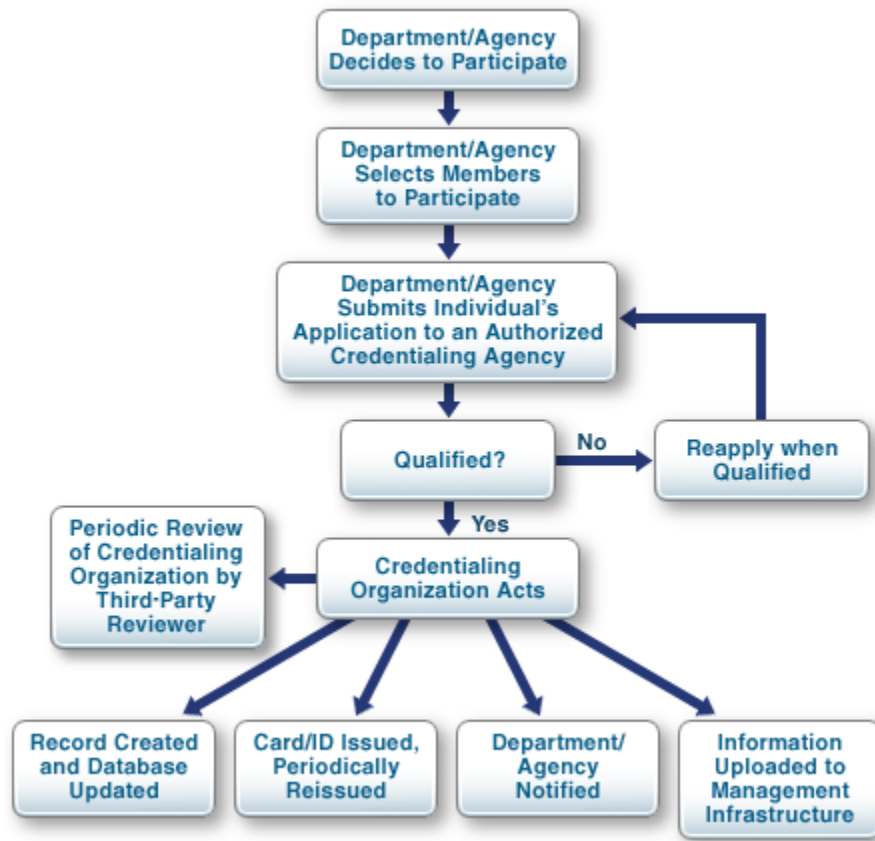 Department/Agency
Decides to Participate
Department/Agency
Selects Members
to Participate
Department/Agency
Submits Individual's
Application to an Authorized
Credentialing Agency
Qualified?
No
Reapply when
Qualified
Yes
Periodic Review
of Credentialing
Organization by
Third-Party
Reviewer
Credentialing
Organization Acts
Record Created
and Database
Updated
Card/ID Issued,
Periodically
Reissued
Department/
Agency
Notified
Information
Uploaded to
Management
Infrastructure